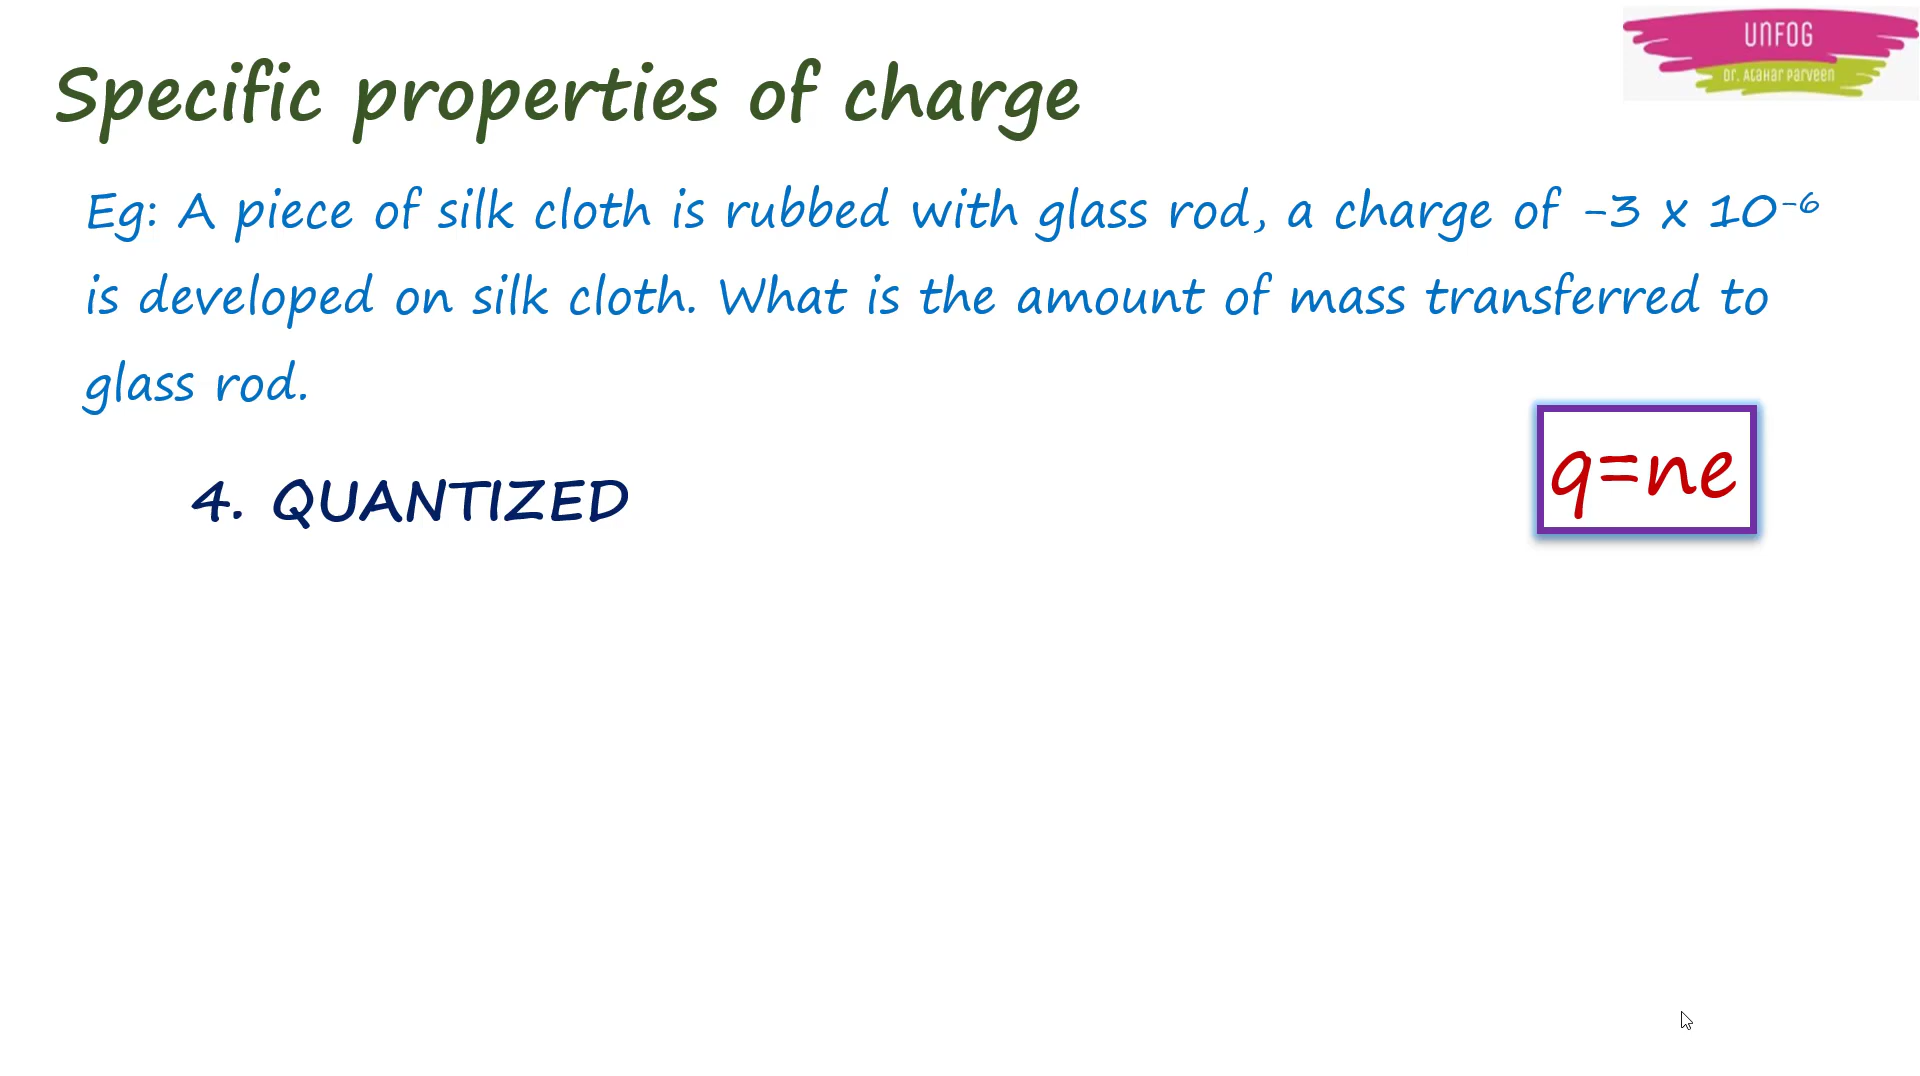 UNFOG
Dr. Atahar Parveen
Specific properties of charge
Eg: A piece of silk cloth is rubbed with glass rod, a charge of -3 x 10⁻⁶
is developed on silk cloth. What is the amount of mass transferred to
glass rod.
q=ne
4. QUANTIZED